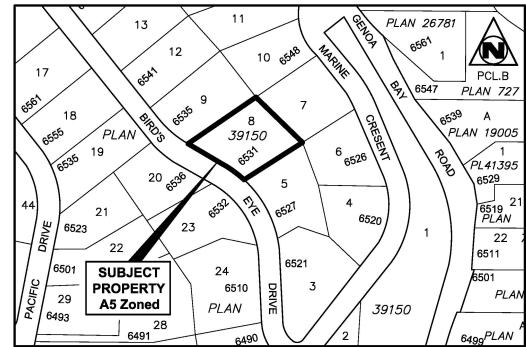 13
11
PLAN 26781
GENOA
12
6548
MARINE
6561
1
N
PCL.B
17
6541
10
BAY
6547
PLAN 727
6561
6535
9
8
7
6539
A
18
6555
PLAN
BIRD'S
39150
CRESENT
ROAD
PLAN 19005
6535
19
6531
6
6526
1
PL41395
20
6536
EYE
5
6529
44
21
6532
6527
4
6520
6519
21
PLAN
DRIVE
6523
23
1
22
7
22
6511
6501
SUBJECT
PROPERTY
A5 Zoned
24
6521
6501
29
6510
3
PLAN
PACIFIC
6493
PLAN
DRIVE
39150
28
A
6491
6490
2
6499
PLAN